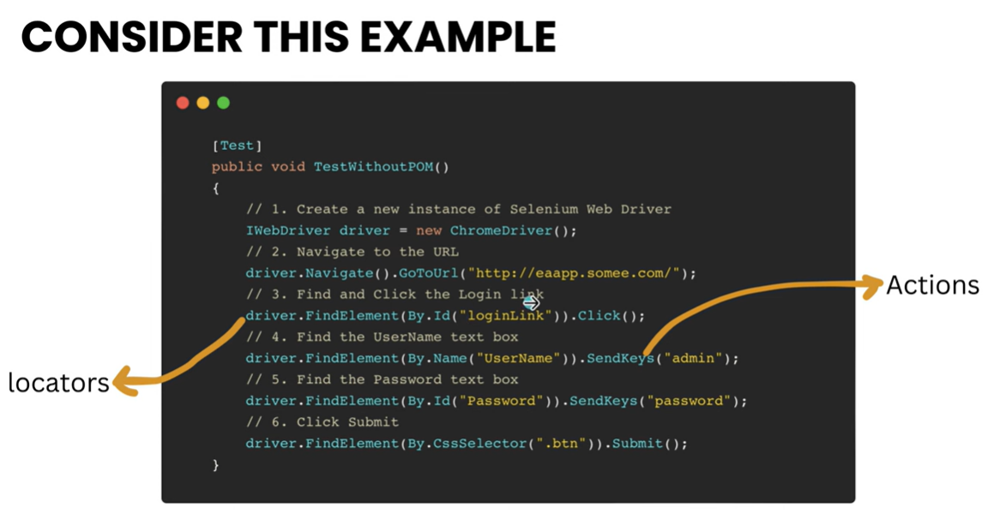 CONSIDER THIS EXAMPLE
[Test]
public void TestWithoutPOM()
{
// 1. Create a new instance of Selenium Web Driver
IWebDriver driver = new ChromeDriver();
// 2. Navigate to the URL
driver.Navigate().GoToUrl("http://eaapp.somee.com/");
// 3. Find and Click the Login link
driver.FindElement(By.Id("loginLink")).Click();
// 4. Find the UserName text box
driver.FindElement(By.Name("UserName")).SendKeys("admin");
// 5. Find the Password text box
driver.FindElement(By.Id("Password")).SendKeys("password");
// 6. Click Submit
driver.FindElement(By.CssSelector(".btn")).Submit();
}
locators
Actions